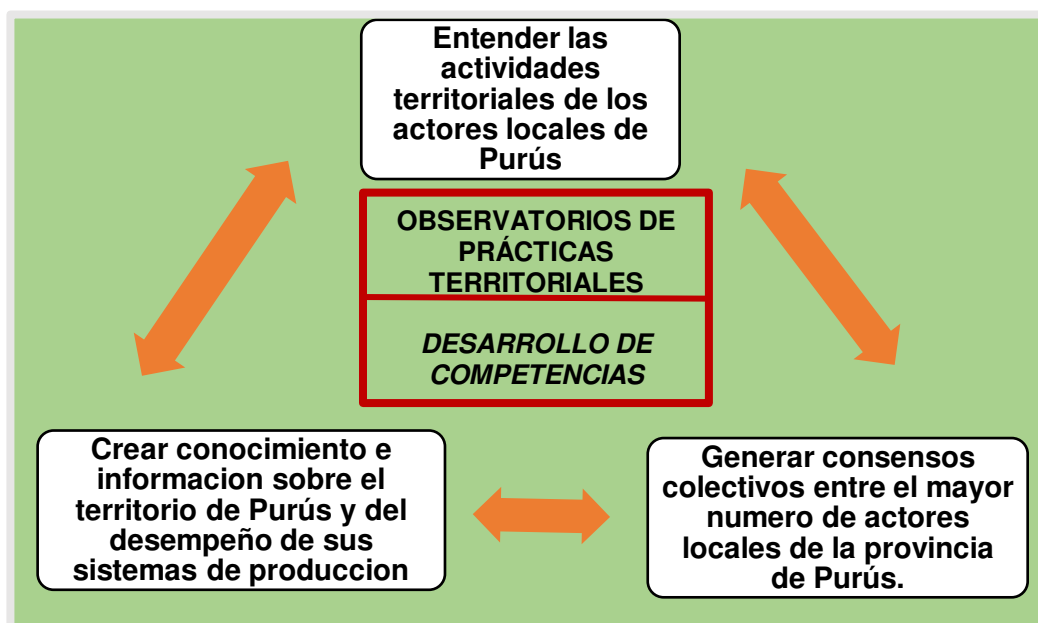 Entender las
actividades
territoriales de los
actores locales de
Purús
OBSERVATORIOS DE
PRÁCTICAS
TERRITORIALES
DESARROLLO DE
COMPETENCIAS
Crear conocimiento e
informacion sobre el
territorio de Purús y del
desempeño de sus
sistemas de produccion
Generar consensos
colectivos entre el mayor
numero de actores
locales de la provincia
de Purús.